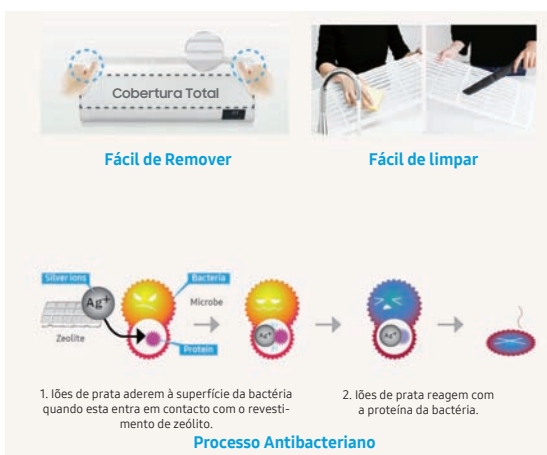 Cobertura Total
Fácil de Remover
Fácil de limpar
Silver ions
Bacteria
Ag+
Microbe
Zeolite
Protein
Ag+
Ag+
1. Iões de prata aderem à superfície da bactéria
quando esta entra em contacto com o revesti-
mento de zeólito.
2. Iões de prata reagem com
a proteína da bactéria.
Processo Antibacteriano